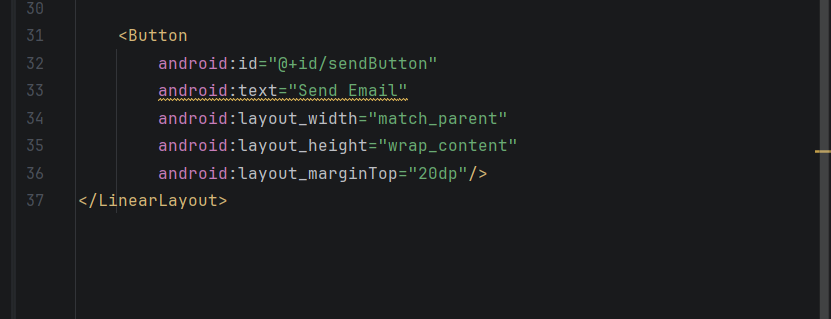 30
31 <Button
32 android:id="@+id/sendButton"
33 android:text="Send Email"
34 android:layout_width="match_parent"
35 android:layout_height="wrap_content"
36 android:layout_marginTop="20dp"/>
37 </LinearLayout>